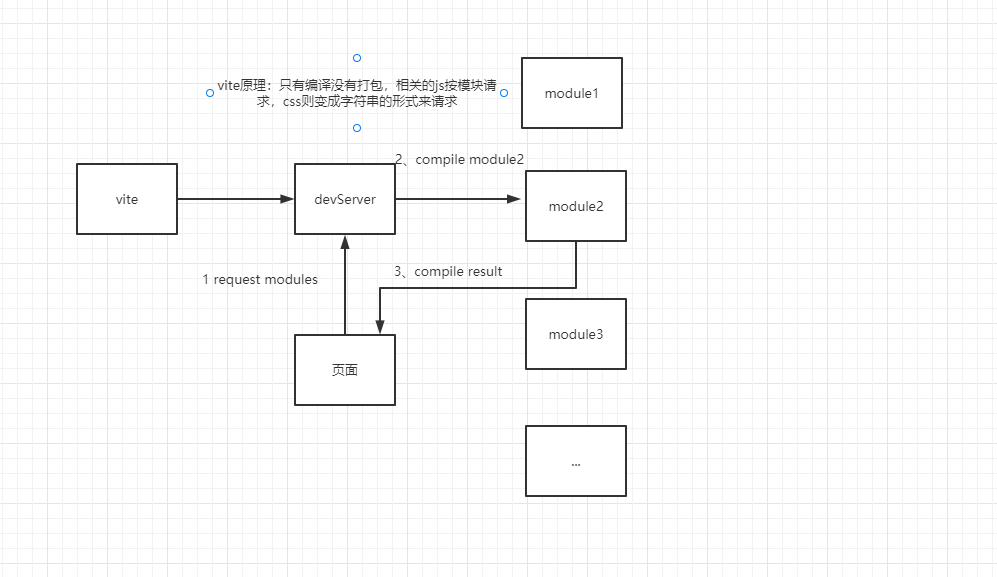 vite原理：只有编译没有打包，相关的js按模块请
求，css则变成字符串的形式来请求
module1
2、compile module2
vite
devServer
module2
1 request modules
3、compile result
module3
页面
...